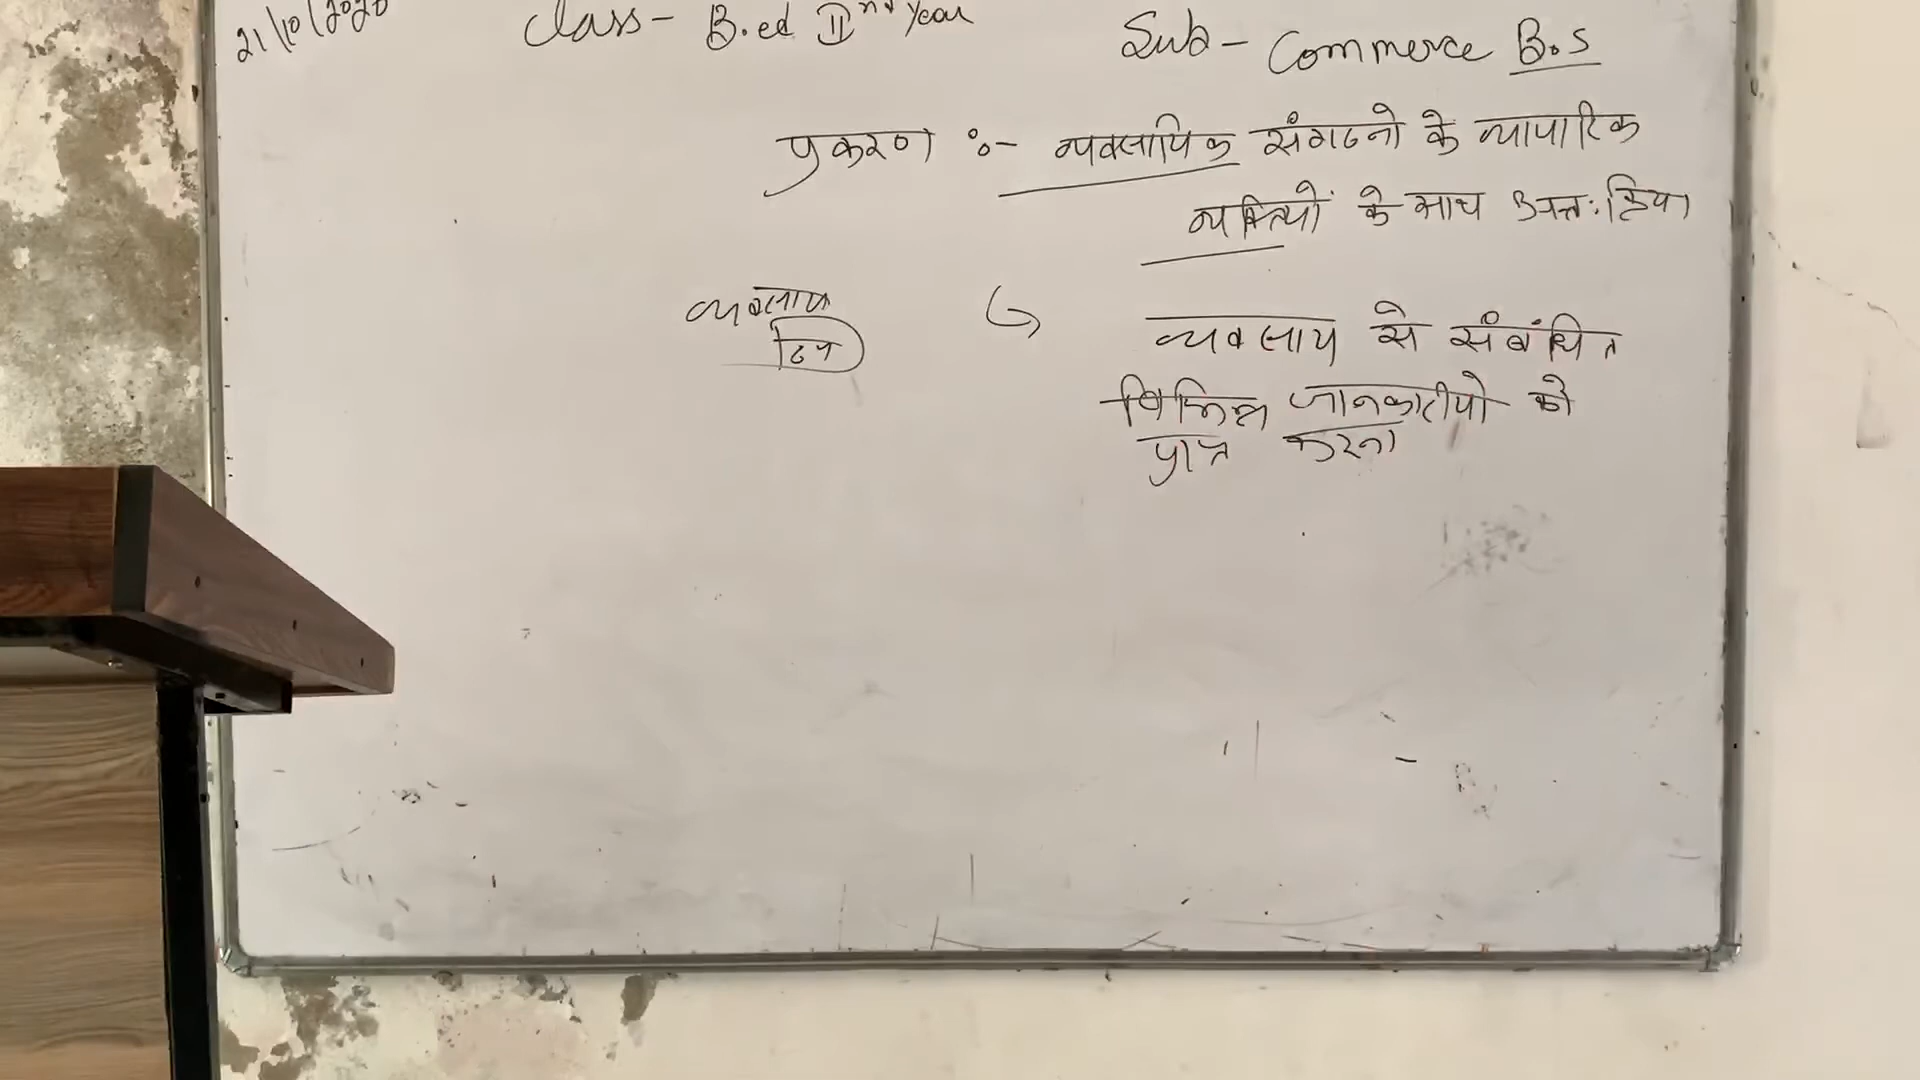 21/10/2020 Class - B.ed IInd Year Sub - Commerce B.S
प्रकरण :- व्यवसायिक संगठनो के व्यापारिक
व्यक्तियों के साथ अन्त:क्रिया
व्यवसाय
↳ व्यवसाय से संबंधित
विभिन्न जानकारीयो को
प्राप्त करना